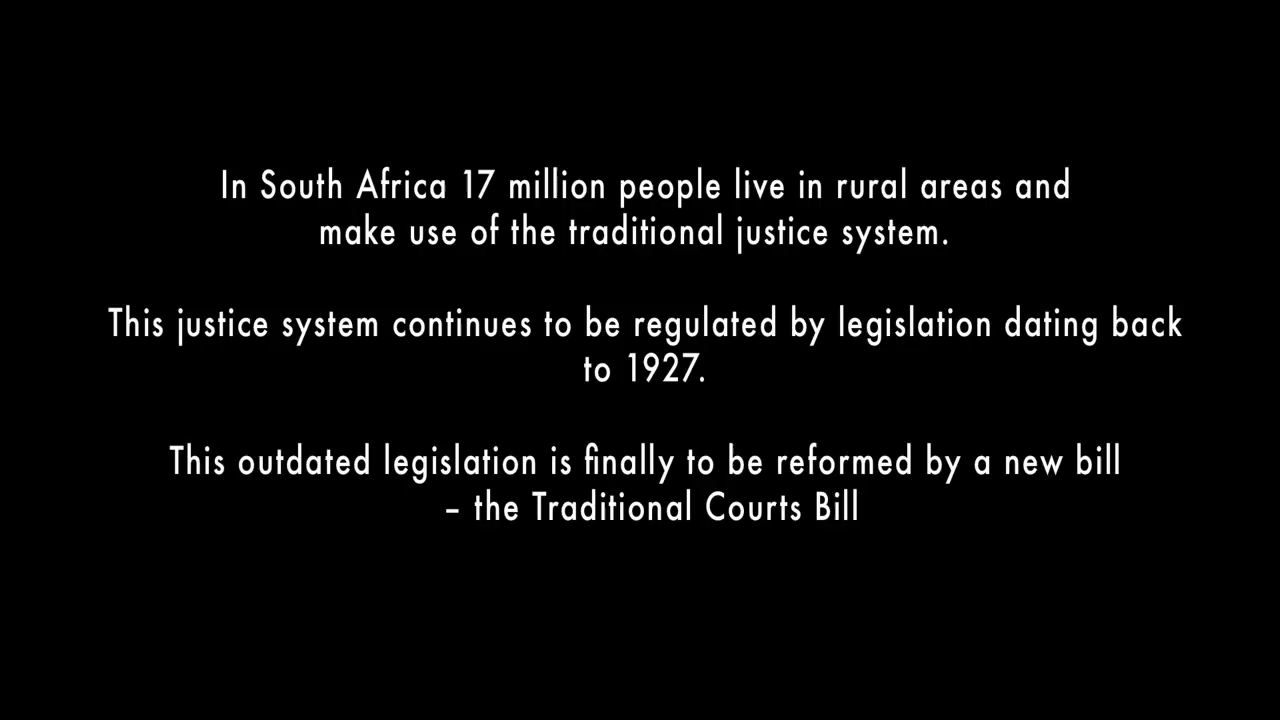 In South Africa 17 million people live in rural areas and
make use of the traditional justice system.
This justice system continues to be regulated by legislation dating back
to 1927.
This outdated legislation is finally to be reformed by a new bill
– the Traditional Courts Bill